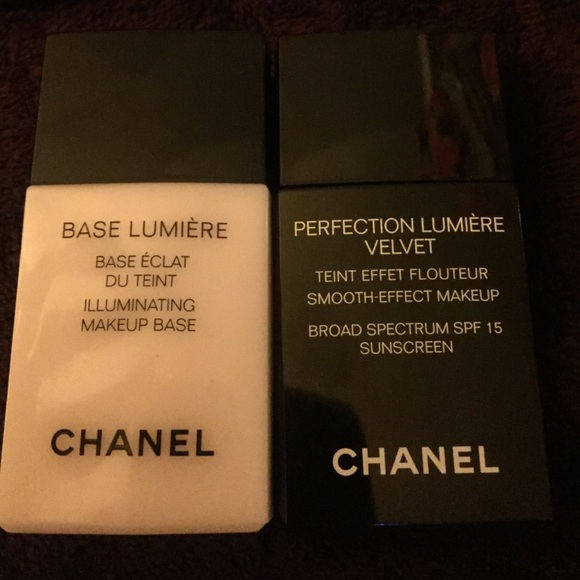 BASE LUMIÈRE
BASE ÉCLAT
DU TEINT
ILLUMINATING
MAKEUP BASE
CHANEL
PERFECTION LUMIÈRE
VELVET
TEINT EFFET FLOUTEUR
SMOOTH-EFFECT MAKEUP
BROAD SPECTRUM SPF 15
SUNSCREEN
CHANEL